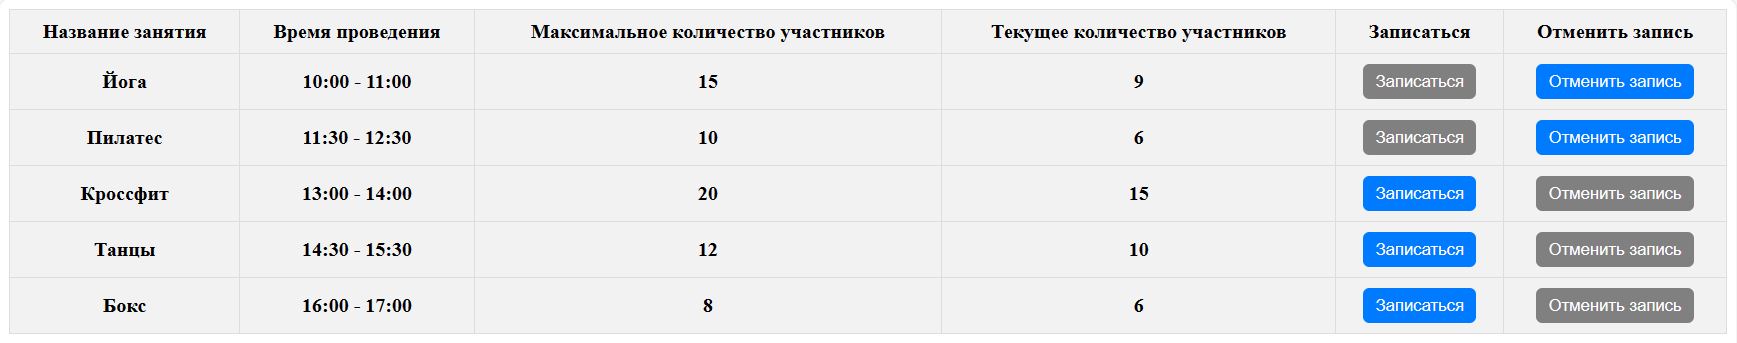 Название занятия Время проведения Максимальное количество участников Текущее количество участников Записаться Отменить запись
Йога 10:00 - 11:00 15 9 Записаться Отменить запись
Пилатес 11:30 - 12:30 10 6 Записаться Отменить запись
Кроссфит 13:00 - 14:00 20 15 Записаться Отменить запись
Танцы 14:30 - 15:30 12 10 Записаться Отменить запись
Бокс 16:00 - 17:00 8 6 Записаться Отменить запись